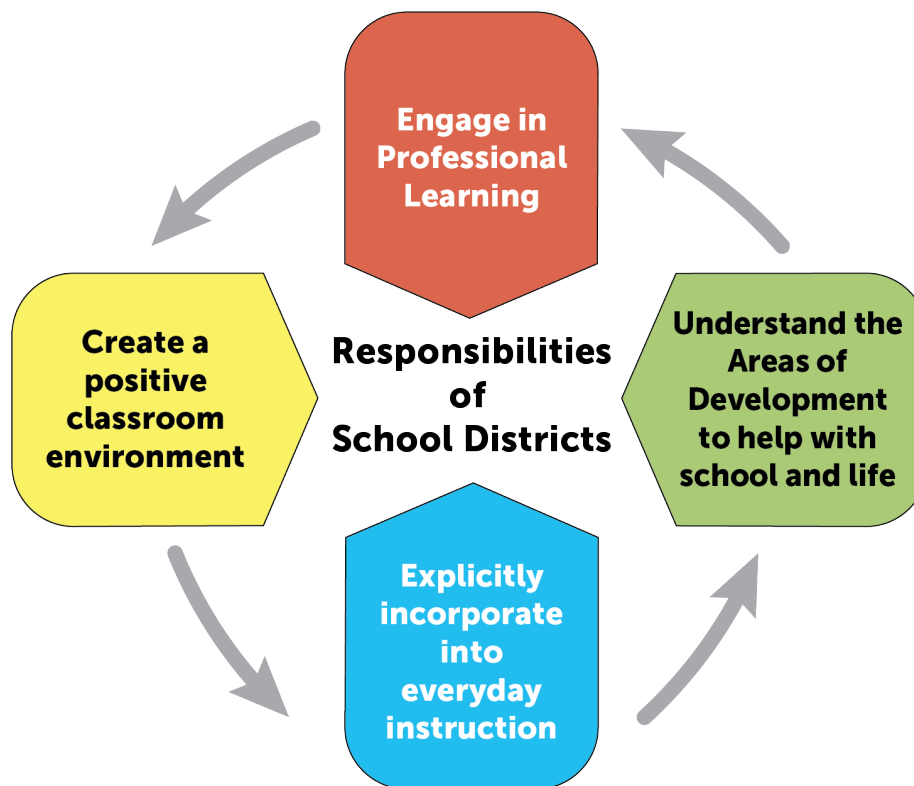 Engage in
Professional
Learning
Create a
positive
classroom
environment
Responsibilities
of
School Districts
Understand the
Areas of
Development
to help with
school and life
Explicitly
incorporate
into
everyday
instruction